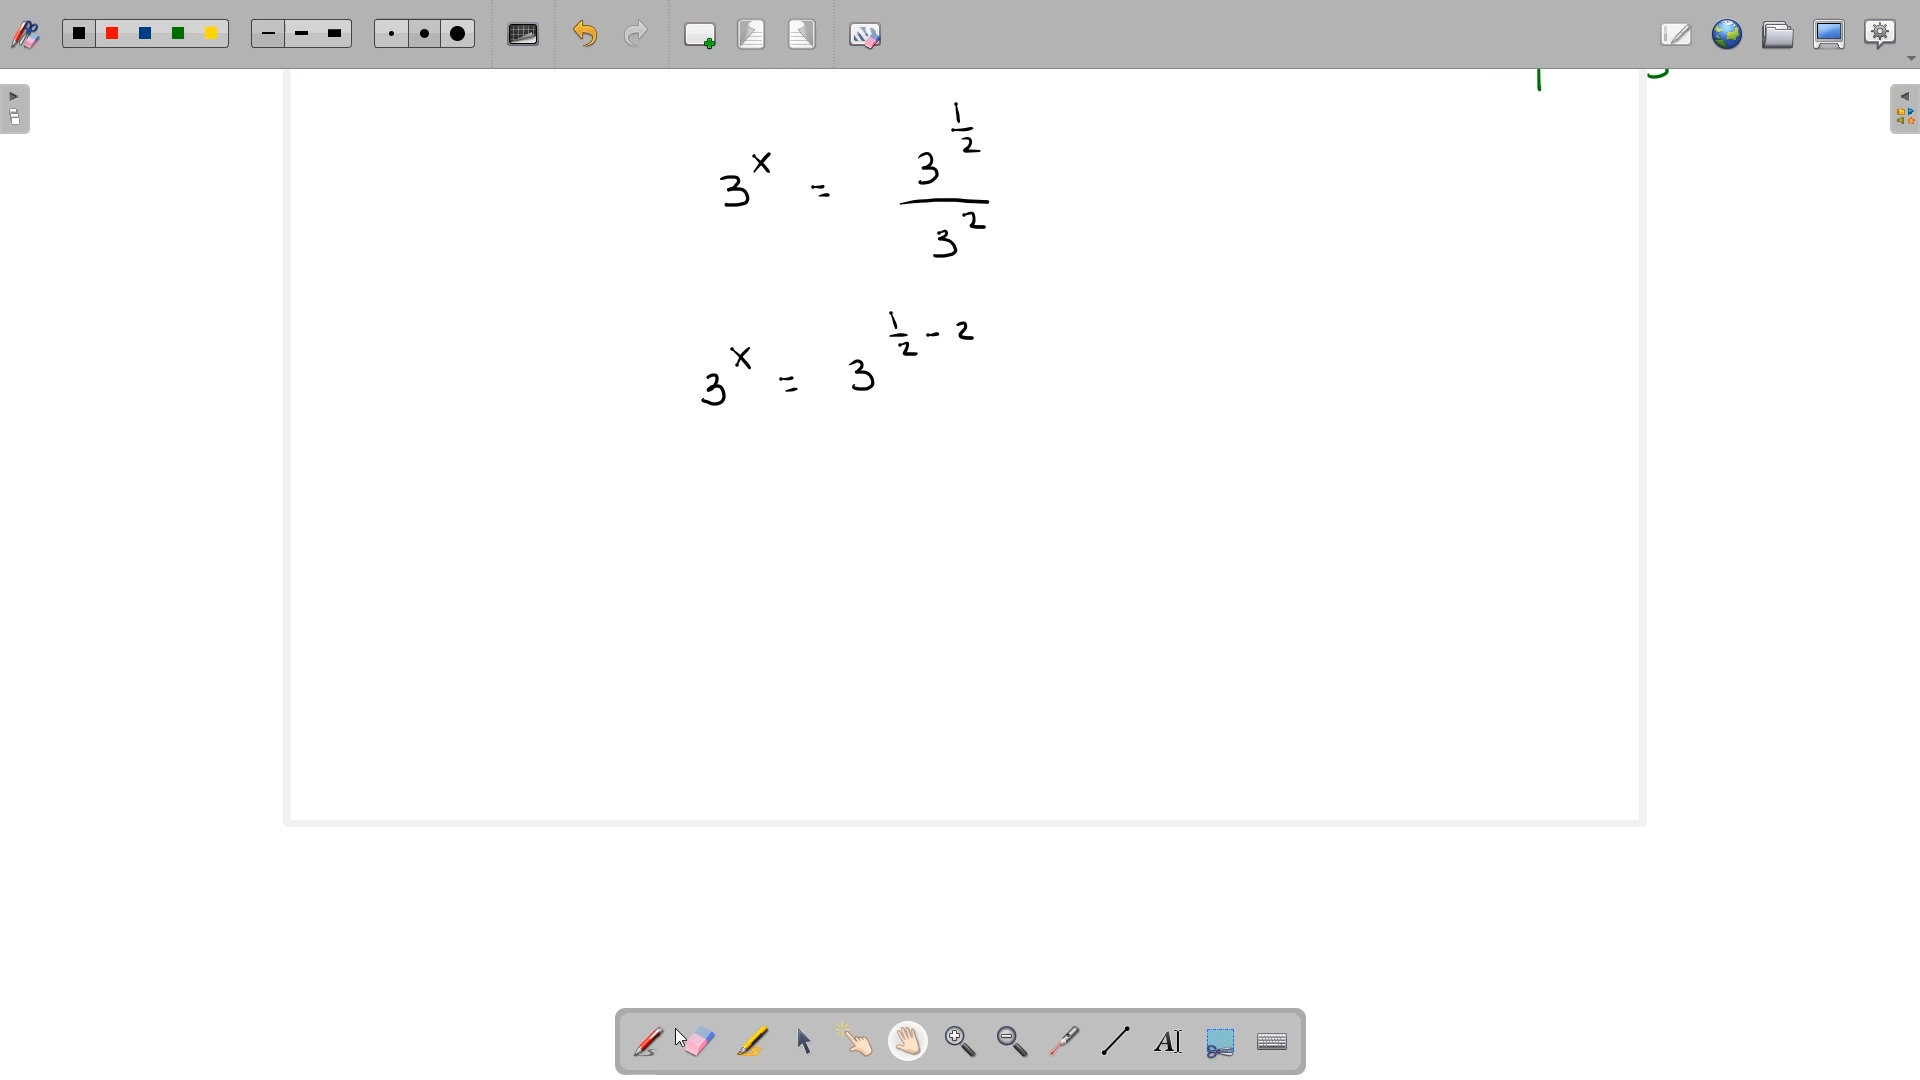 3^x = 3^(1/2) / 3^2
3^x = 3^(1/2 - 2)